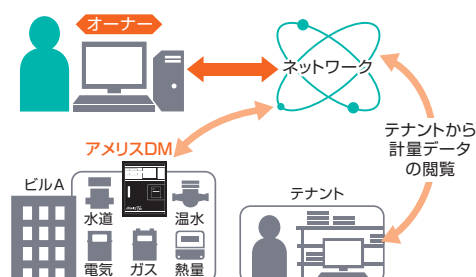 オーナー
ネットワーク
テナントから
計量データ
の閲覧
アメリスDM
ビルA
テナント
水道
温水
電気
ガス
熱量